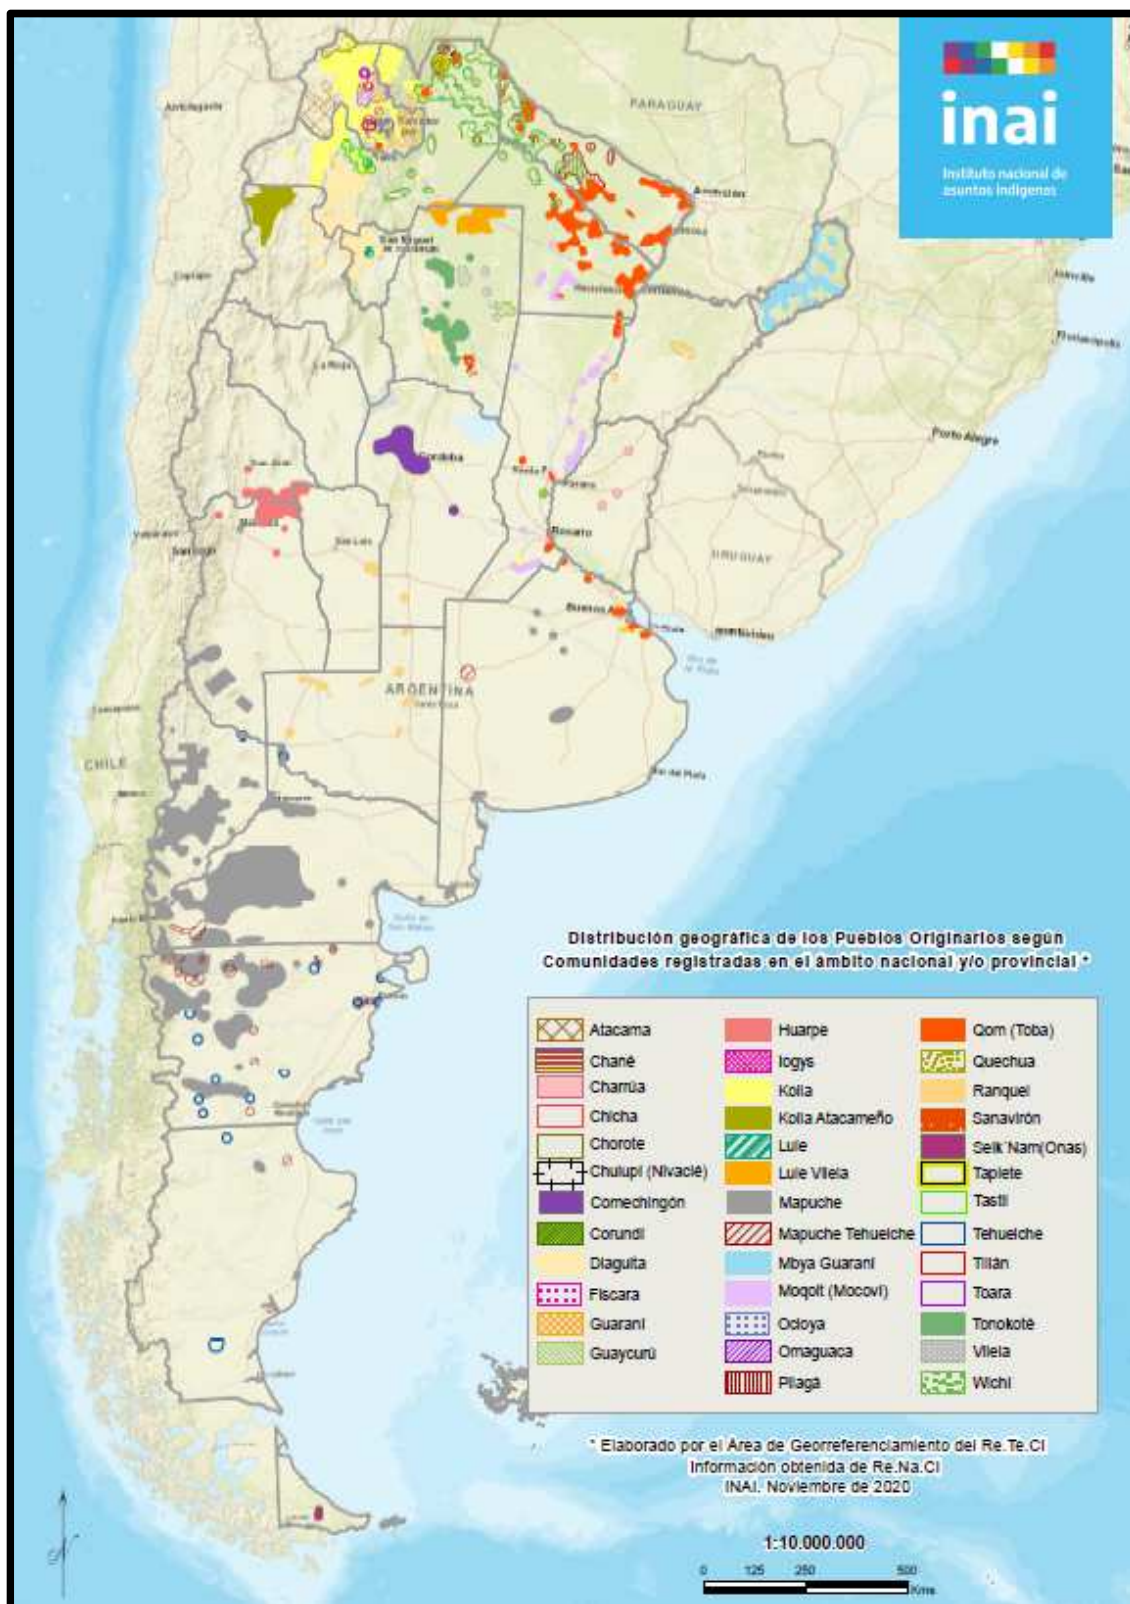 inai
Instituto nacional de
asuntos indígenas
PARAGUAY
Asunción
San Miguel
La Rioja
Joinville
Florianópolis
Porto Alegre
Córdoba
Rosario
San Luis
URUGUAY
Buenos
ARGENTINA
CHILE
Mar del Plata
Distribución geográfica de los Pueblos Originarios según
Comunidades registradas en el ámbito nacional y/o provincial *
Atacama
Chané
Charrúa
Chicha
Chorote
Chulupí (Nivaclé)
Comechingón
Corundí
Diaguita
Fiscara
Guaraní
Guaycurú
Huarpe
Iogys
Kolla
Kolla Atacameño
Lule
Lule Vilela
Mapuche
Mapuche Tehuelche
Mbya Guaraní
Moqoit (Mocoví)
Ocloya
Omaguaca
Pilagá
Qom (Toba)
Quechua
Ranquel
Sanavirón
Selk´Nam(Onas)
Tapiete
Tastil
Tehuelche
Tilián
Toara
Tonokoté
Vilela
Wichí
* Elaborado por el Área de Georreferenciamiento del Re.Te.CI
Información obtenida de Re.Na.CI
INAI. Noviembre de 2020
1:10.000.000
0 125 250 500
Kms.